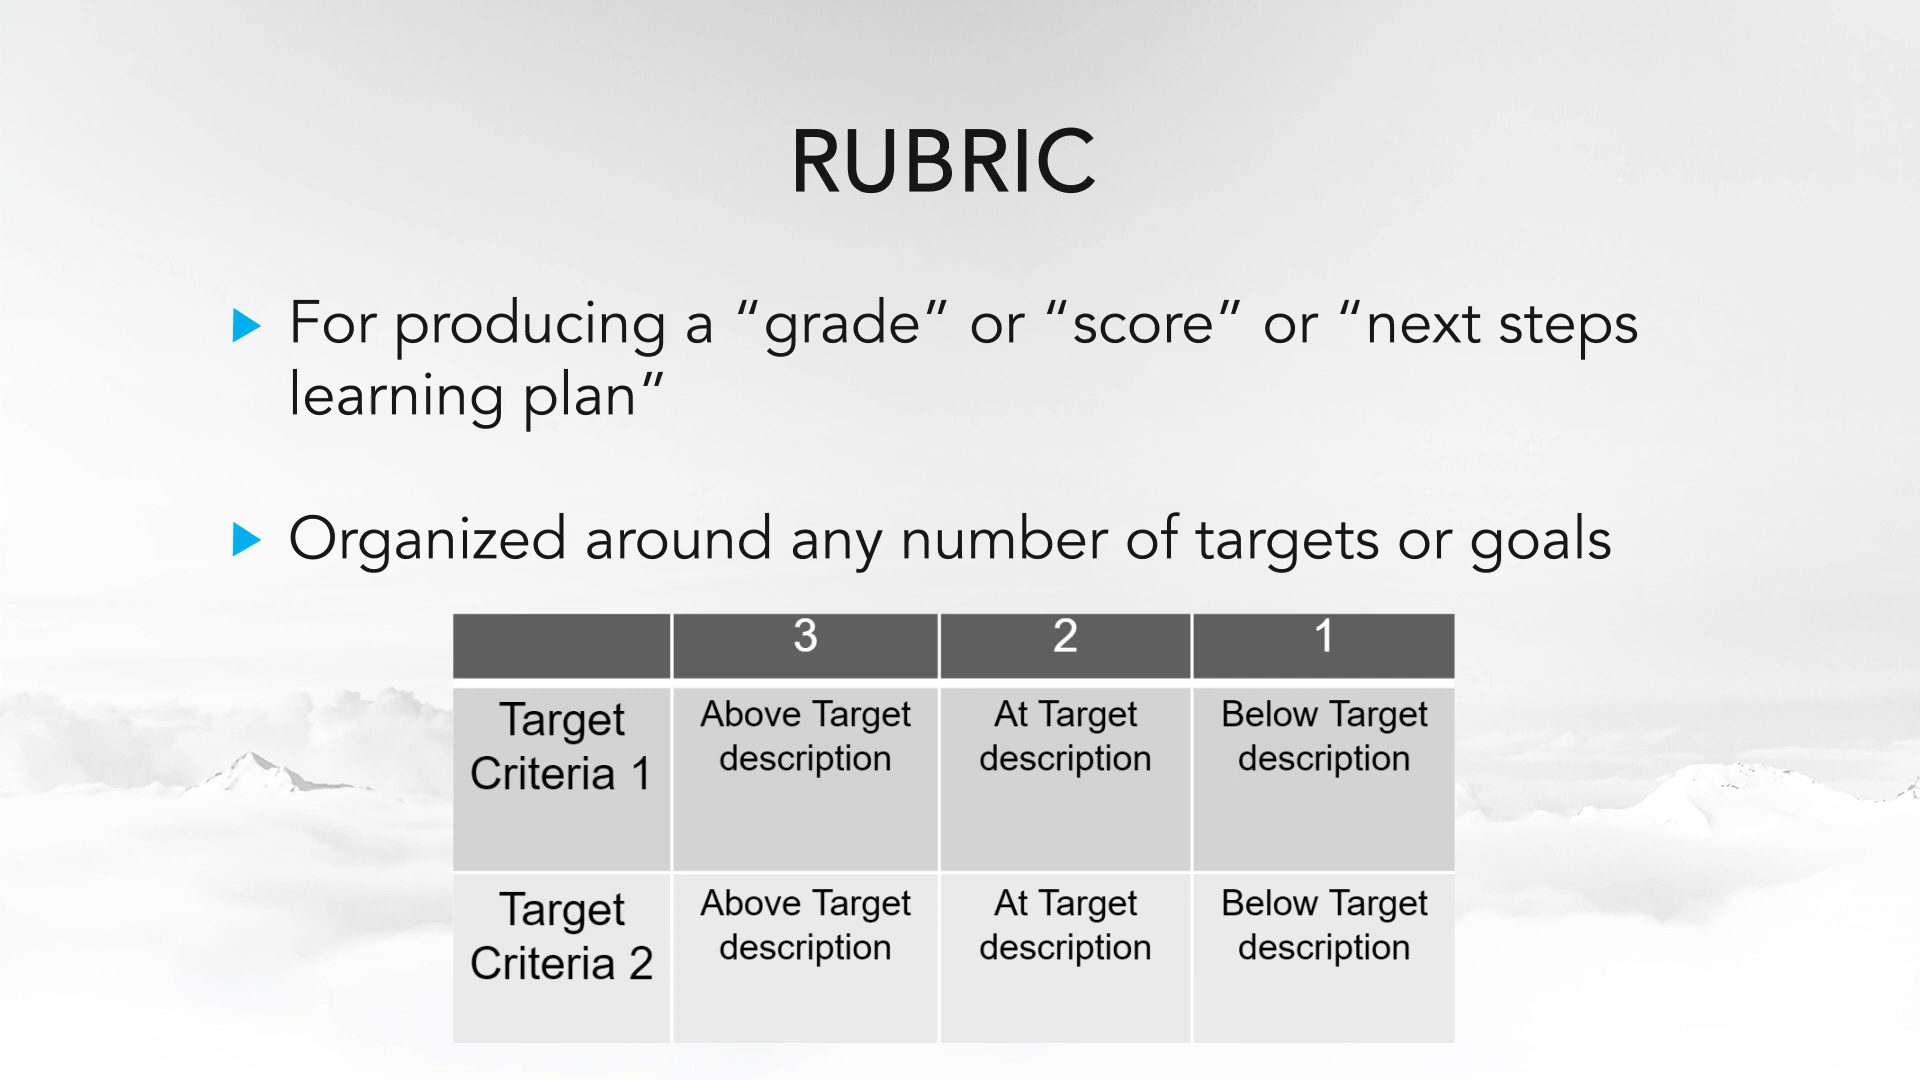 RUBRIC
For producing a “grade” or “score” or “next steps
learning plan”
Organized around any number of targets or goals
3 2 1
Target Criteria 1
Above Target description
At Target description
Below Target description
Target Criteria 2
Above Target description
At Target description
Below Target description